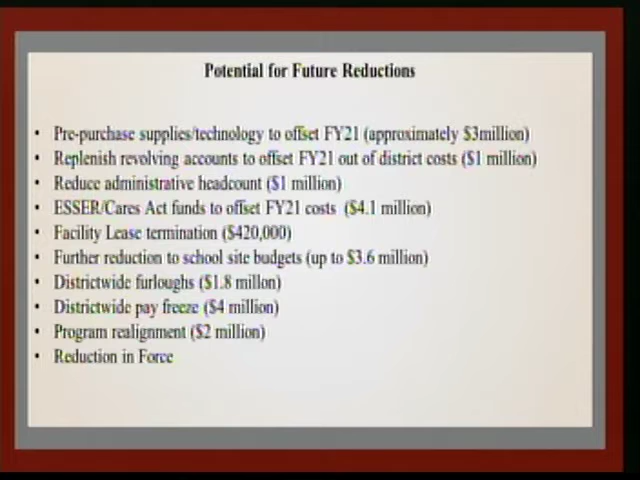 Potential for Future Reductions
• Pre-purchase supplies/technology to offset FY21 (approximately $3million)
• Replenish revolving accounts to offset FY21 out of district costs ($1 million)
• Reduce administrative headcount ($1 million)
• ESSER/Cares Act funds to offset FY21 costs ($4.1 million)
• Facility Lease termination ($420,000)
• Further reduction to school site budgets (up to $3.6 million)
• Districtwide furloughs ($1.8 millon)
• Districtwide pay freeze ($4 million)
• Program realignment ($2 million)
• Reduction in Force